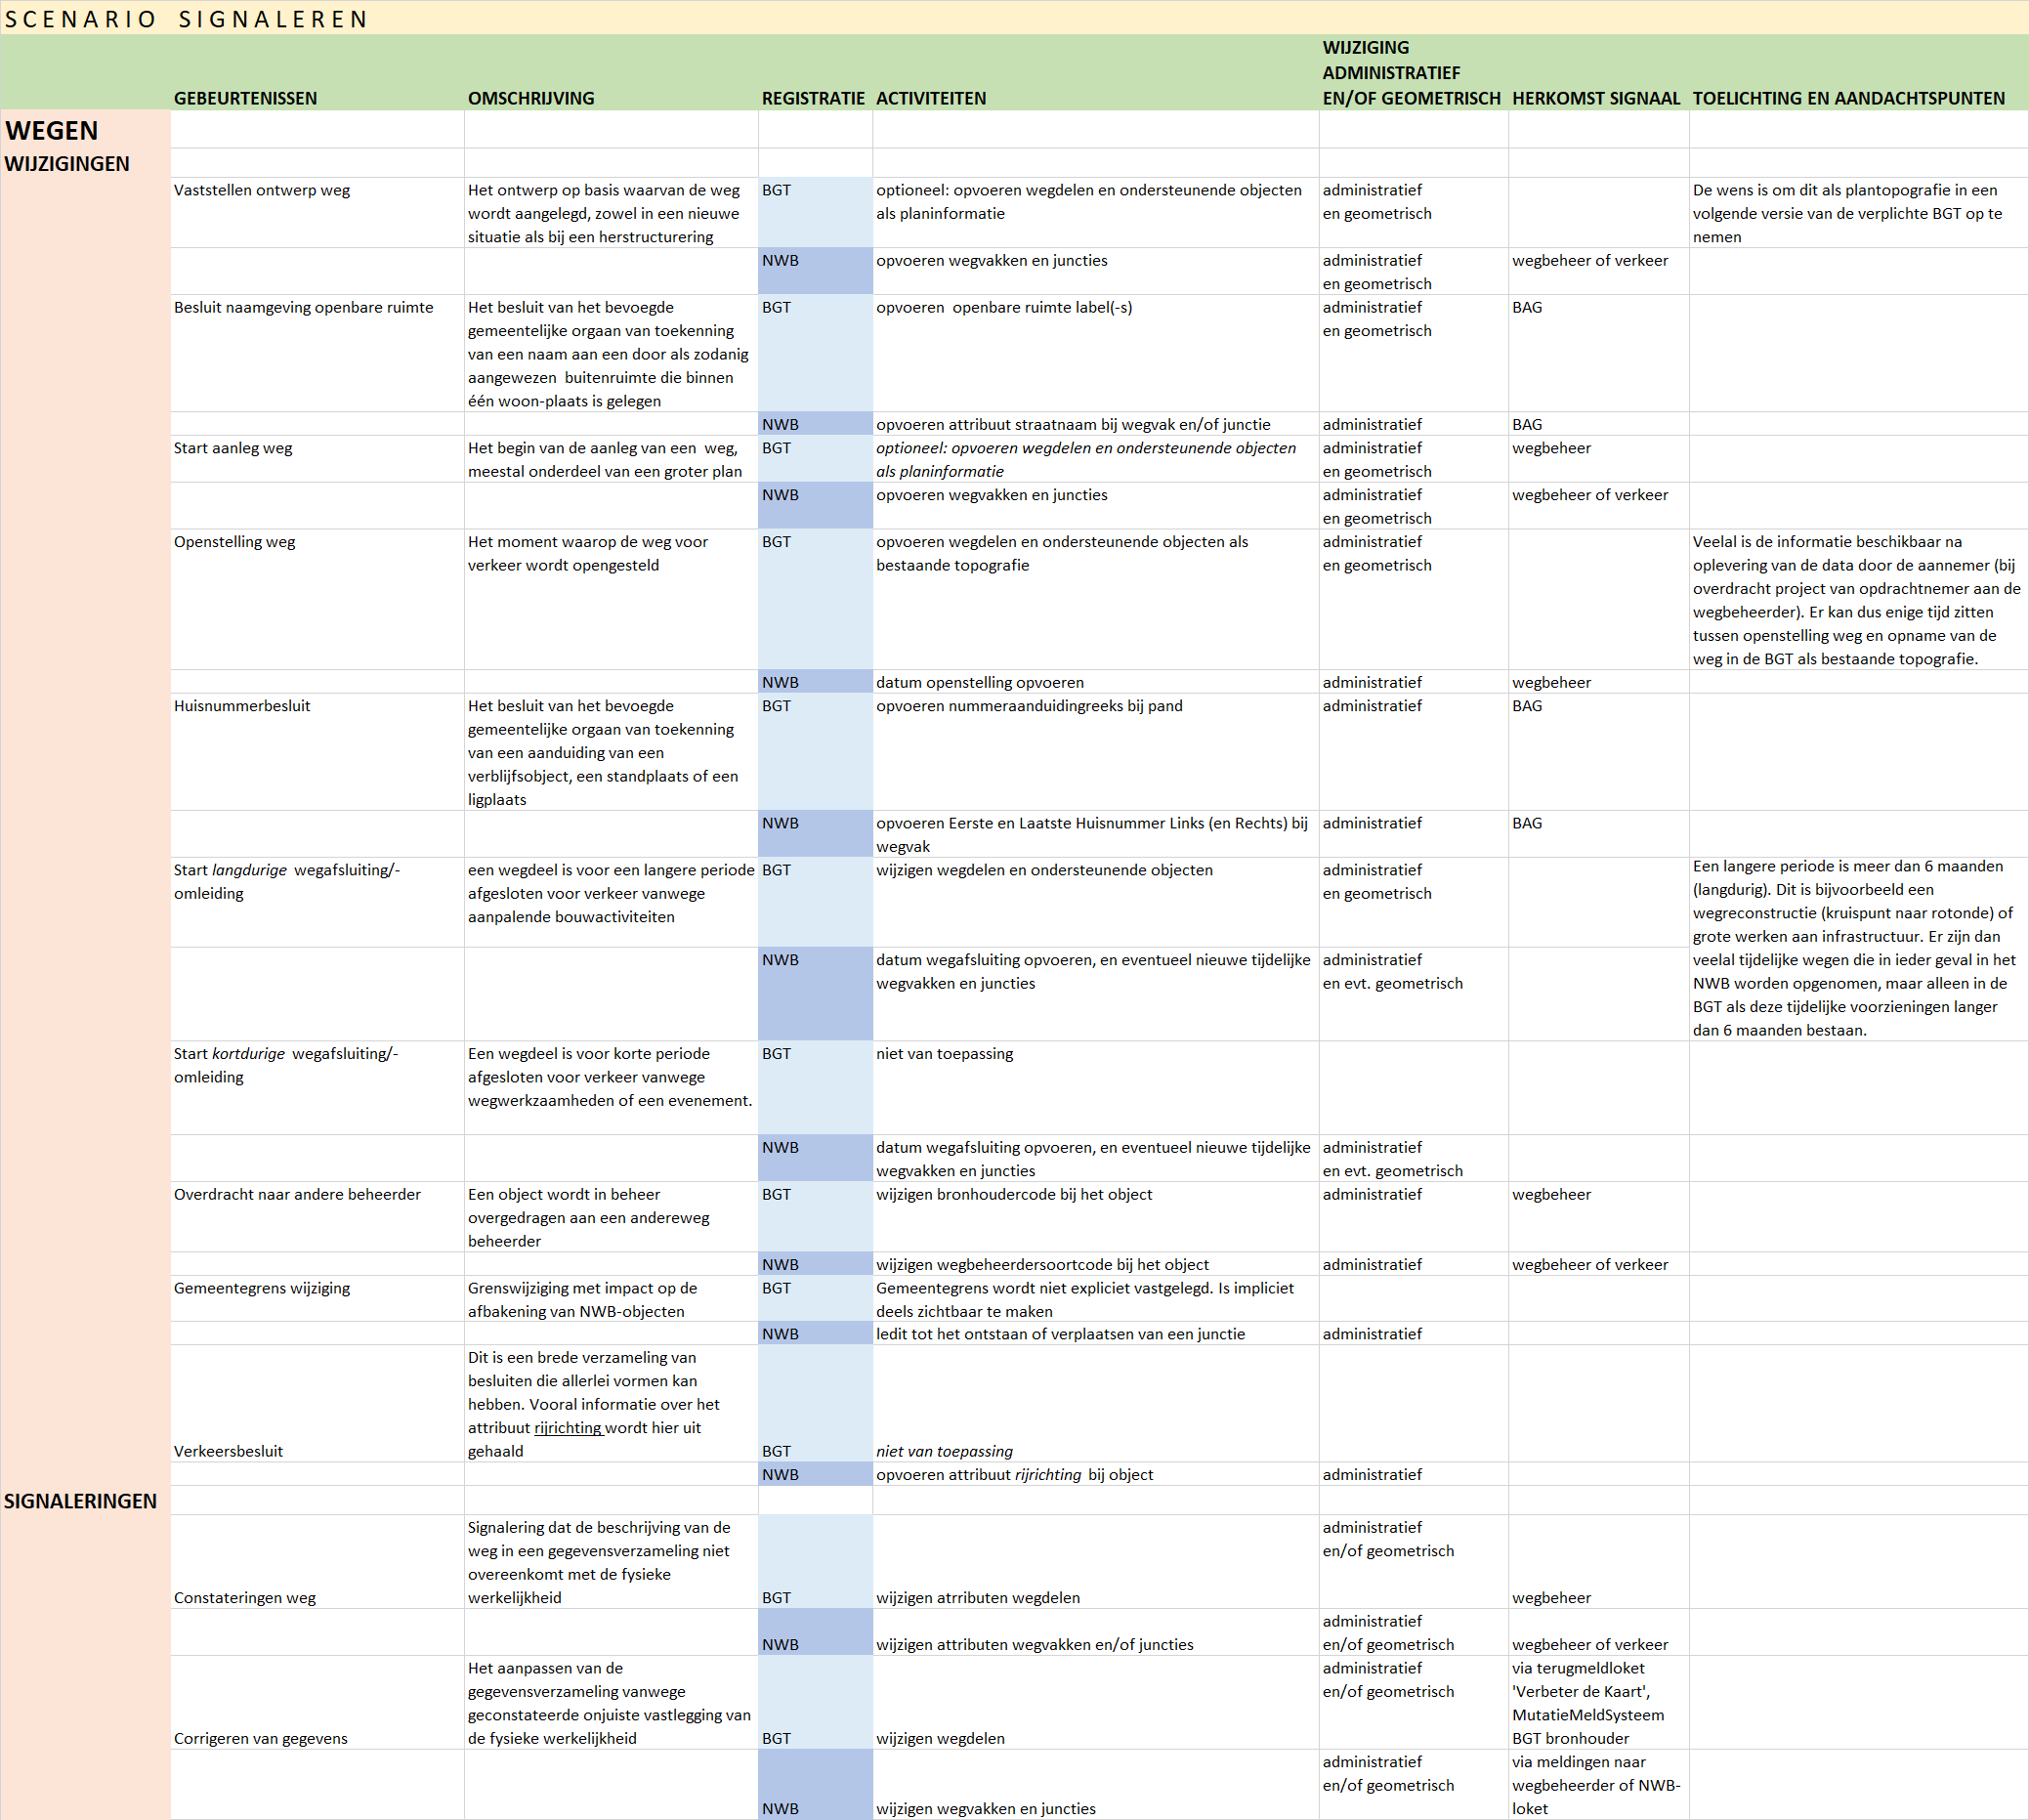 SCENARIO SIGNALEREN
GEBEURTENISSEN
OMSCHRIJVING
REGISTRATIE
ACTIVITEITEN
WIJZIGING
ADMINISTRATIEF
EN/OF GEOMETRISCH
HERKOMST SIGNAAL
TOELICHTING EN AANDACHTSPUNTEN
WEGEN
WIJZIGINGEN
Vaststellen ontwerp weg
Het ontwerp op basis waarvan de weg
wordt aangelegd, zowel in een nieuwe
situatie als bij een herstructurering
BGT
optioneel: opvoeren wegdelen en ondersteunende objecten
als planinformatie
administratief
en geometrisch
De wens is om dit als plantopografie in een
volgende versie van de verplichte BGT op te
nemen
NWB
opvoeren wegvakken en juncties
administratief
en geometrisch
wegbeheer of verkeer
Besluit naamgeving openbare ruimte
Het besluit van het bevoegde
gemeentelijke orgaan van toekenning
van een naam aan een door als zodanig
aangewezen  buitenruimte die binnen
één woon-plaats is gelegen
BGT
opvoeren  openbare ruimte label(-s)
administratief
en geometrisch
BAG
NWB
opvoeren attribuut straatnaam bij wegvak en/of junctie
administratief
BAG
Start aanleg weg
Het begin van de aanleg van een  weg,
meestal onderdeel van een groter plan
BGT
optioneel: opvoeren wegdelen en ondersteunende objecten
als planinformatie
administratief
en geometrisch
wegbeheer
NWB
opvoeren wegvakken en juncties
administratief
en geometrisch
wegbeheer of verkeer
Openstelling weg
Het moment waarop de weg voor
verkeer wordt opengesteld
BGT
opvoeren wegdelen en ondersteunende objecten als
bestaande topografie
administratief
en geometrisch
Veelal is de informatie beschikbaar na
oplevering van de data door de aannemer (bij
overdracht project van opdrachtnemer aan de
wegbeheerder). Er kan dus enige tijd zitten
tussen openstelling weg en opname van de
weg in de BGT als bestaande topografie.
NWB
datum openstelling opvoeren
administratief
wegbeheer
Huisnummerbesluit
Het besluit van het bevoegde
gemeentelijke orgaan van toekenning
van een aanduiding van een
verblijfsobject, een standplaats of een
ligplaats
BGT
opvoeren nummeraanduidingreeks bij pand
administratief
BAG
NWB
opvoeren Eerste en Laatste Huisnummer Links (en Rechts) bij
wegvak
administratief
BAG
Start langdurige  wegafsluiting/-
omleiding
een wegdeel is voor een langere periode
afgesloten voor verkeer vanwege
aanpalende bouwactiviteiten
BGT
wijzigen wegdelen en ondersteunende objecten
administratief
en geometrisch
Een langere periode is meer dan 6 maanden
(langdurig). Dit is bijvoorbeeld een
wegreconstructie (kruispunt naar rotonde) of
grote werken aan infrastructuur. Er zijn dan
veelal tijdelijke wegen die in ieder geval in het
NWB worden opgenomen, maar alleen in de
BGT als deze tijdelijke voorzieningen langer
dan 6 maanden bestaan.
NWB
datum wegafsluiting opvoeren, en eventueel nieuwe tijdelijke
wegvakken en juncties
administratief
en evt. geometrisch
Start kortdurige  wegafsluiting/-
omleiding
Een wegdeel is voor korte periode
afgesloten voor verkeer vanwege
wegwerkzaamheden of een evenement.
BGT
niet van toepassing
NWB
datum wegafsluiting opvoeren, en eventueel nieuwe tijdelijke
wegvakken en juncties
administratief
en evt. geometrisch
Overdracht naar andere beheerder
Een object wordt in beheer
overgedragen aan een andereweg
beheerder
BGT
wijzigen bronhoudercode bij het object
administratief
wegbeheer
NWB
wijzigen wegbeheerdersoortcode bij het object
administratief
wegbeheer of verkeer
Gemeentegrens wijziging
Grenswijziging met impact op de
afbakening van NWB-objecten
BGT
Gemeentegrens wordt niet expliciet vastgelegd. Is impliciet
deels zichtbaar te maken
NWB
ledit tot het ontstaan of verplaatsen van een junctie
administratief
Verkeersbesluit
Dit is een brede verzameling van
besluiten die allerlei vormen kan
hebben. Vooral informatie over het
attribuut rijrichting wordt hier uit
gehaald
BGT
niet van toepassing
NWB
opvoeren attribuut rijrichting  bij object
administratief
SIGNALERINGEN
Constateringen weg
Signalering dat de beschrijving van de
weg in een gegevensverzameling niet
overeenkomt met de fysieke
werkelijkheid
BGT
wijzigen atrributen wegdelen
administratief
en/of geometrisch
wegbeheer
NWB
wijzigen attributen wegvakken en/of juncties
administratief
en/of geometrisch
wegbeheer of verkeer
Corrigeren van gegevens
Het aanpassen van de
gegevensverzameling vanwege
geconstateerde onjuiste vastlegging van
de fysieke werkelijkheid
BGT
wijzigen wegdelen
administratief
en/of geometrisch
via terugmeldloket
'Verbeter de Kaart',
MutatieMeldSysteem
BGT bronhouder
NWB
wijzigen wegvakken en juncties
administratief
en/of geometrisch
via meldingen naar
wegbeheerder of NWB-
loket